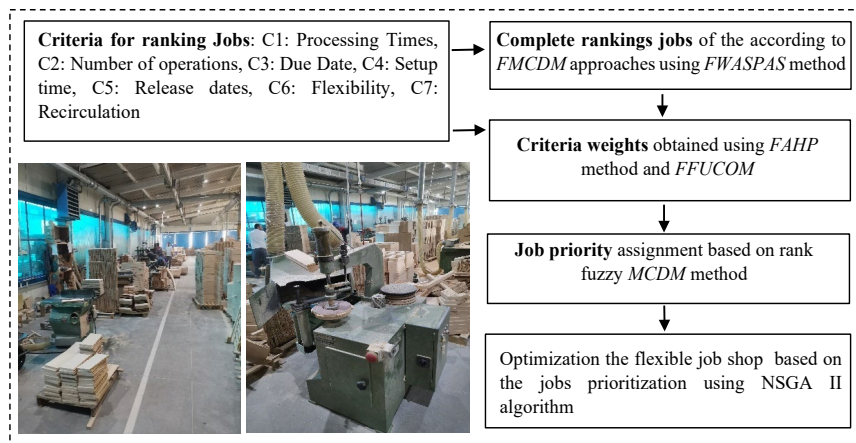 Criteria for ranking Jobs: C1: Processing Times,
C2: Number of operations, C3: Due Date, C4: Setup
time, C5: Release dates, C6: Flexibility, C7:
Recirculation
Complete rankings jobs of the according to
FMCDM approaches using FWASPAS method
Criteria weights obtained using FAHP
method and FFUCOM
Job priority assignment based on rank
fuzzy MCDM method
Optimization the flexible job shop based on
the jobs prioritization using NSGA II
algorithm